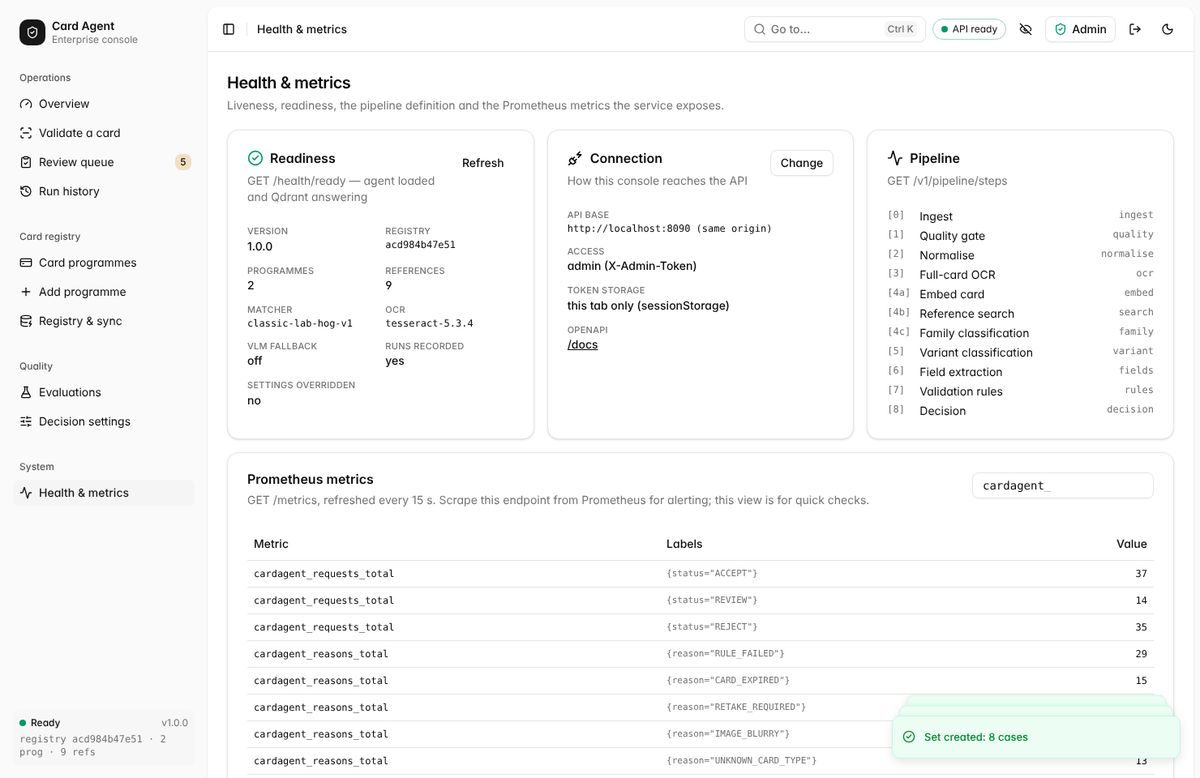 Card Agent
Enterprise console
Operations
Overview
Validate a card
Review queue 5
Run history
Card registry
Card programmes
Add programme
Registry & sync
Quality
Evaluations
Decision settings
System
Health & metrics
Ready v1.0.0
registry acd984b47e51 · 2
prog · 9 refs
Health & metrics
Go to... Ctrl K
API ready
Admin
Health & metrics
Liveness, readiness, the pipeline definition and the Prometheus metrics the service exposes.
Readiness
Refresh
GET /health/ready — agent loaded
and Qdrant answering
VERSION REGISTRY
1.0.0 acd984b47e51
PROGRAMMES REFERENCES
2 9
MATCHER OCR
classic-lab-hog-v1 tesseract-5.3.4
VLM FALLBACK RUNS RECORDED
off yes
SETTINGS OVERRIDDEN
no
Connection
Change
How this console reaches the API
API BASE
http://localhost:8090 (same origin)
ACCESS
admin (X-Admin-Token)
TOKEN STORAGE
this tab only (sessionStorage)
OPENAPI
/docs
Pipeline
GET /v1/pipeline/steps
[0] Ingest ingest
[1] Quality gate quality
[2] Normalise normalise
[3] Full-card OCR ocr
[4a] Embed card embed
[4b] Reference search search
[4c] Family classification family
[5] Variant classification variant
[6] Field extraction fields
[7] Validation rules rules
[8] Decision decision
Prometheus metrics
GET /metrics, refreshed every 15 s. Scrape this endpoint from Prometheus for alerting; this view is for quick checks.
cardagent_
Metric Labels Value
cardagent_requests_total {status="ACCEPT"} 37
cardagent_requests_total {status="REVIEW"} 14
cardagent_requests_total {status="REJECT"} 35
cardagent_reasons_total {reason="RULE_FAILED"} 29
cardagent_reasons_total {reason="CARD_EXPIRED"} 15
cardagent_reasons_total {reason="RETAKE_REQUIRED"}
cardagent_reasons_total {reason="IMAGE_BLURRY"}
cardagent_reasons_total {reason="UNKNOWN_CARD_TYPE"} 13
Set created: 8 cases